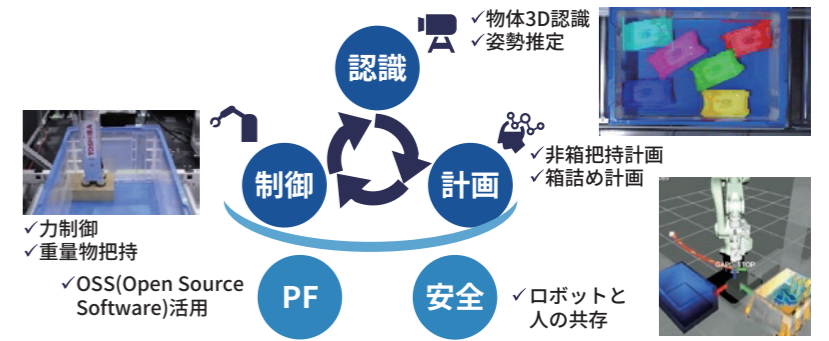 認識
✓物体3D認識
✓姿勢推定
制御
計画
✓非箱把持計画
✓箱詰め計画
TOSHIBA
✓力制御
✓重量物把持
✓OSS(Open Source
Software)活用
PF
安全
✓ロボットと
人の共存